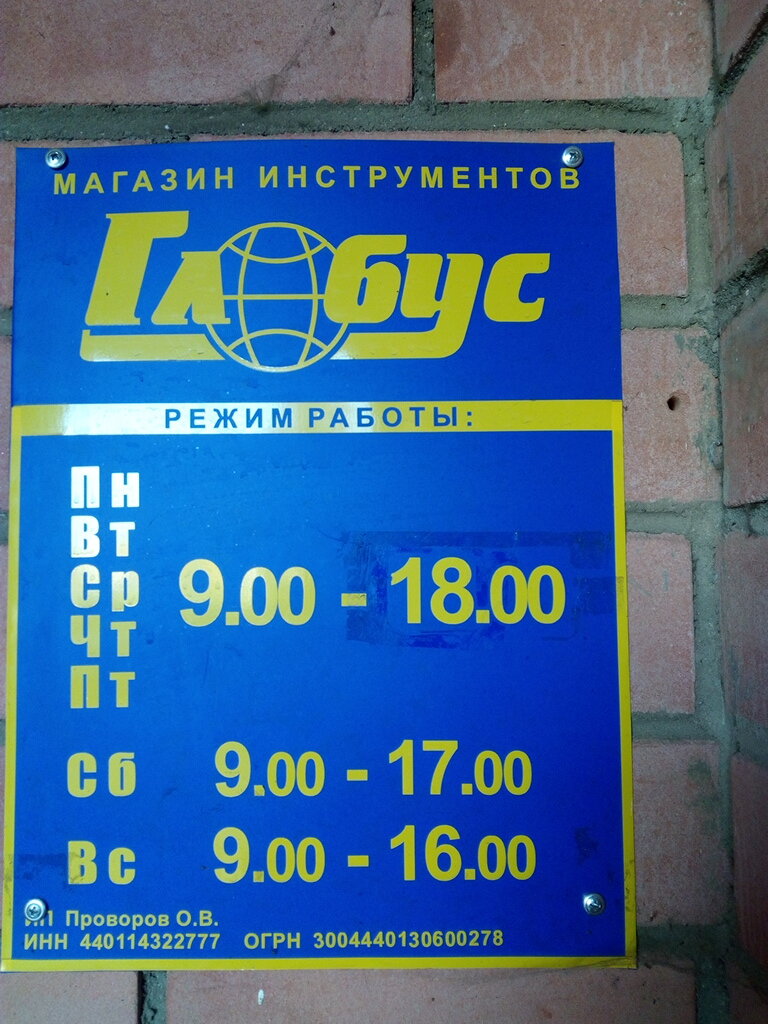 МАГАЗИН ИНСТРУМЕНТОВ
Глобус
РЕЖИМ РАБОТЫ:
Пн
Вт
Ср 9.00 - 18.00
Чт
Пт
Сб 9.00 - 17.00
Вс 9.00 - 16.00
ИП Проворов О.В.
ИНН 440114322777 ОГРН 3004440130600278